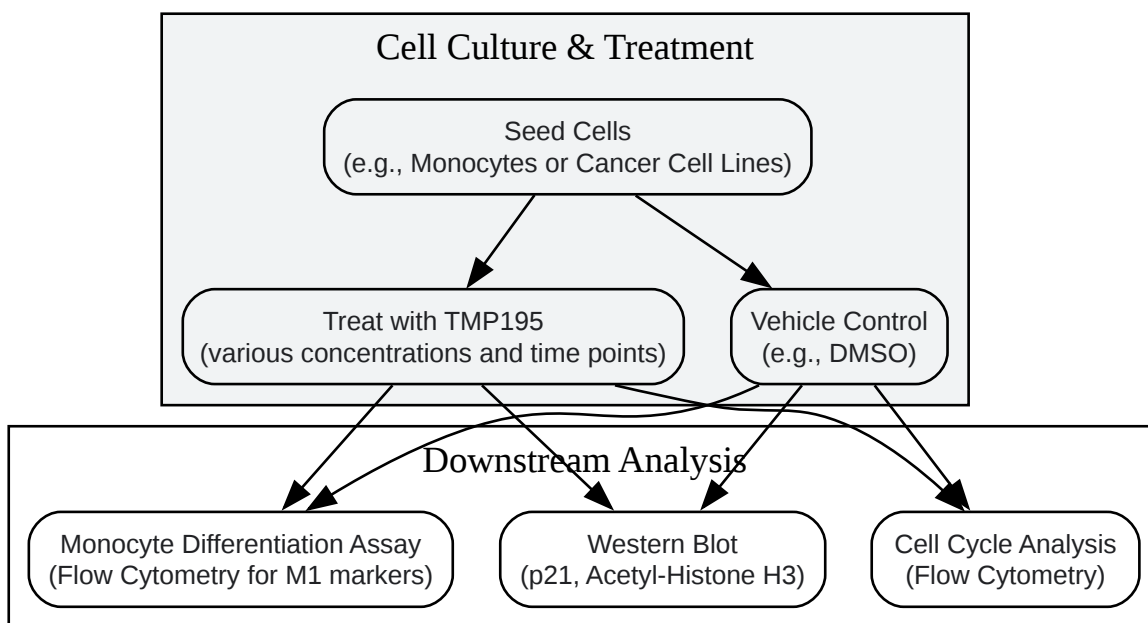 Cell Culture & Treatment
Seed Cells
(e.g., Monocytes or Cancer Cell Lines)
Treat with TMP195
(various concentrations and time points)
Vehicle Control
(e.g., DMSO)
Downstream Analysis
Monocyte Differentiation Assay
(Flow Cytometry for M1 markers)
Western Blot
(p21, Acetyl-Histone H3)
Cell Cycle Analysis
(Flow Cytometry)